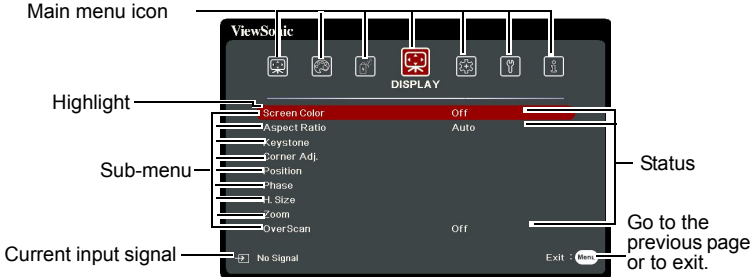 Main menu icon
ViewSonic
DISPLAY
Highlight
Screen Color Off
Aspect Ratio Auto
Keystone
Corner Adj.
Sub-menu
Position
Status
Phase
H. Size
Zoom
OverScan Off
Current input signal
No Signal
Exit : Menu
Go to the
previous page
or to exit.